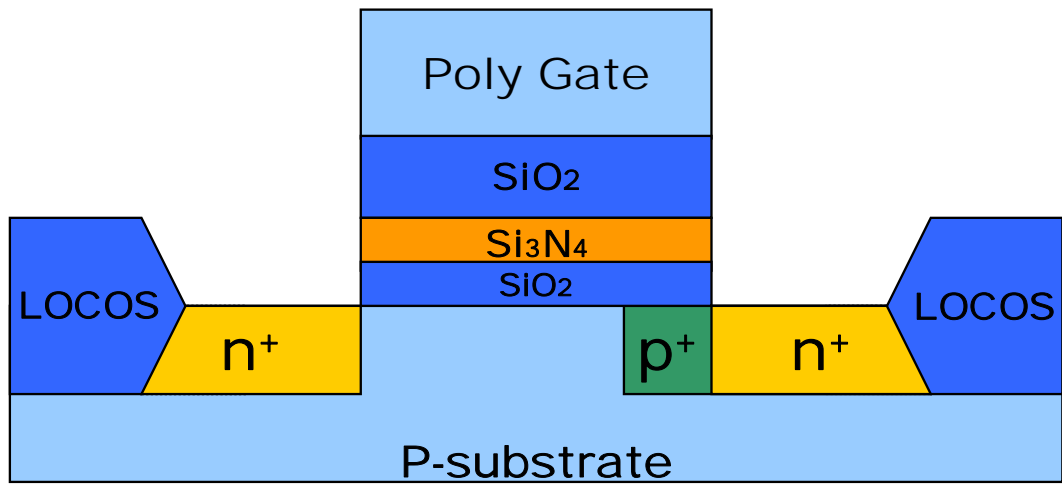 Poly Gate
SiO₂
Si₃N₄
SiO₂
LOCOS
LOCOS
n⁺
p⁺
n⁺
P-substrate